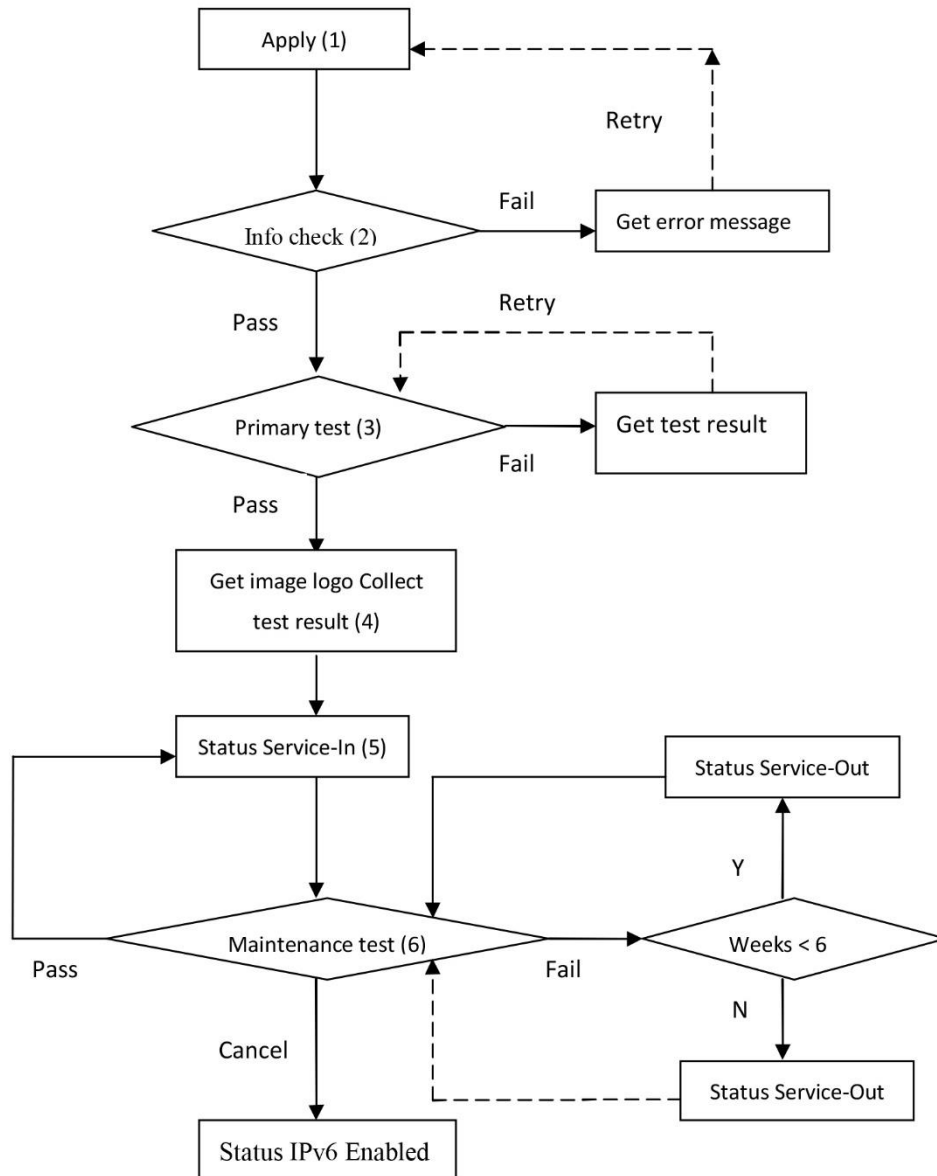 Apply (1)
Retry
Fail
Info check (2)
Get error message
Retry
Pass
Primary test (3)
Get test result
Fail
Pass
Get image logo Collect
test result (4)
Status Service-In (5)
Status Service-Out
Y
Maintenance test (6)
Weeks < 6
Pass
Fail
N
Cancel
Status Service-Out
Status IPv6 Enabled